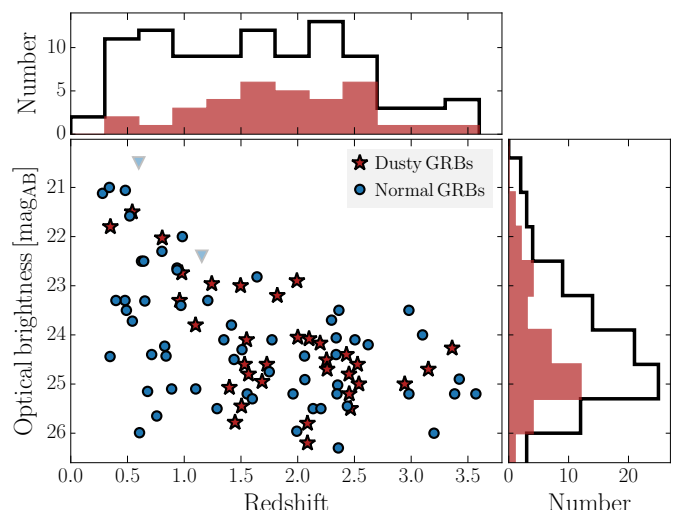 Number
10
5
0
Optical brightness [mag_AB]
21
22
23
24
25
26
Dusty GRBs
Normal GRBs
0.0 0.5 1.0 1.5 2.0 2.5 3.0 3.5
Redshift
0 10 20
Number